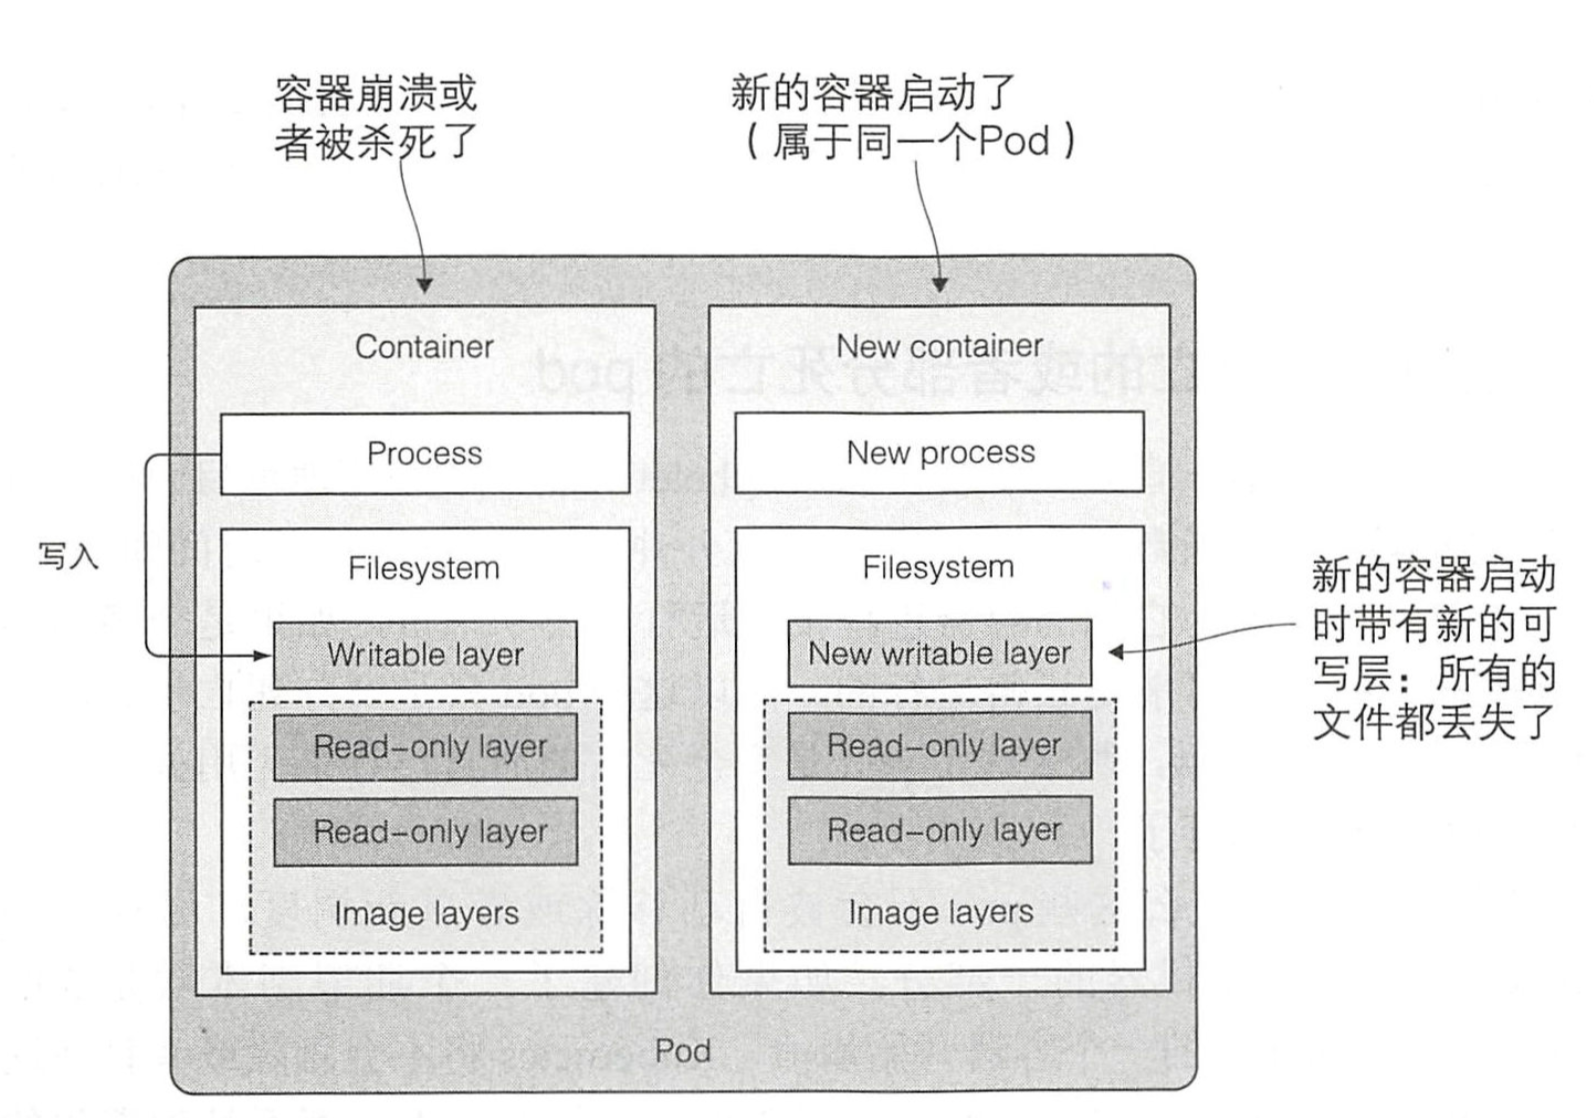 容器崩溃或
者被杀死了
新的容器启动了
（属于同一个Pod）
Container
New container
Process
New process
写入
Filesystem
Filesystem
Writable layer
New writable layer
新的容器启动
时带有新的可
写层：所有的
文件都丢失了
Read-only layer
Read-only layer
Read-only layer
Read-only layer
Image layers
Image layers
Pod